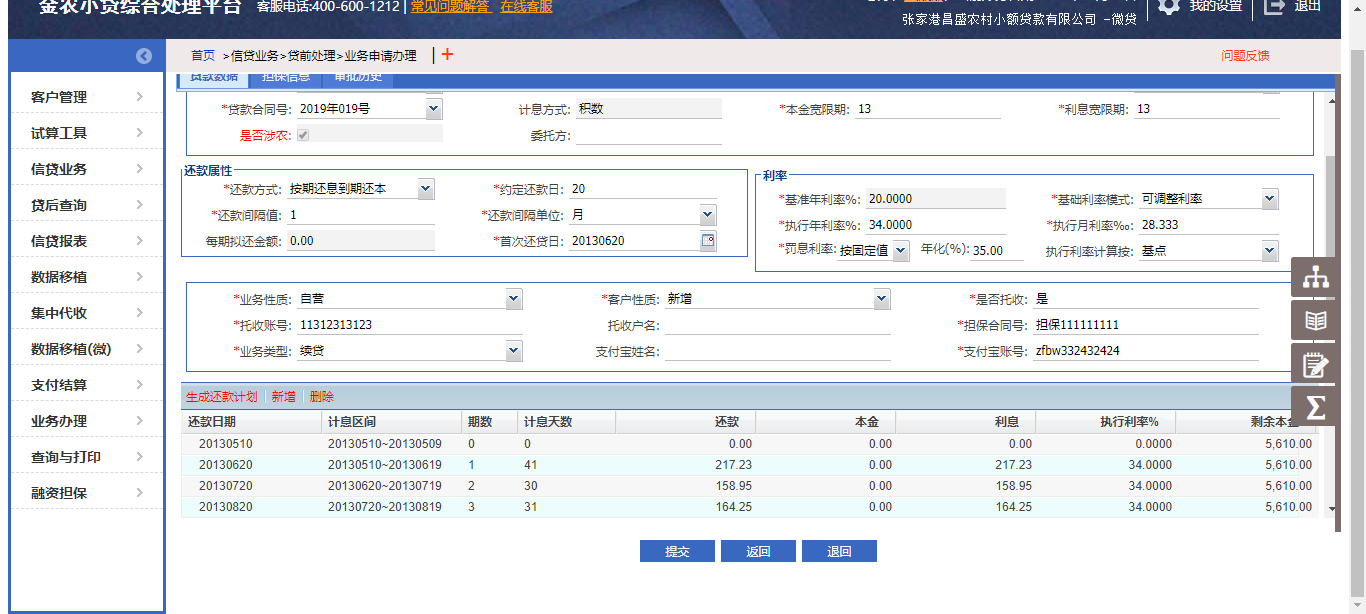 金农小贷综合处理平台 客服电话:400-600-1212 | 常见问题解答 在线客服
张家港昌盛农村小额贷款有限公司 -微贷 我的设置 退出
首页 >信贷业务>贷前处理>业务申请办理 | + 问题反馈
贷款数据 担保信息 审批历史
客户管理
试算工具
信贷业务
贷后查询
信贷报表
数据移植
集中代收
数据移植(微)
支付结算
业务办理
查询与打印
融资担保
*贷款合同号: 2019年019号 计息方式: 积数 *本金宽限期: 13 *利息宽限期: 13
是否涉农: 委托方:
还款属性
*还款方式: 按期还息到期还本 *约定还款日: 20
*还款间隔值: 1 *还款间隔单位: 月
每期拟还金额: 0.00 *首次还贷日: 20130620
利率
*基准年利率%: 20.0000 *基础利率模式: 可调整利率
*执行年利率%: 34.0000 *执行月利率‰: 28.333
*罚息利率: 按固定值 年化(%): 35.00 执行利率计算按: 基点
*业务性质: 自营 *客户性质: 新增 *是否托收: 是
*托收账号: 11312313123 托收户名: *担保合同号: 担保111111111
*业务类型: 续贷 支付宝姓名: *支付宝账号: zfbw332432424
生成还款计划 新增 删除
还款日期 计息区间 期数 计息天数 还款 本金 利息 执行利率% 剩余本金
20130510 20130510~20130509 0 0 0.00 0.00 0.00 0.0000 5,610.00
20130620 20130510~20130619 1 41 217.23 0.00 217.23 34.0000 5,610.00
20130720 20130620~20130719 2 30 158.95 0.00 158.95 34.0000 5,610.00
20130820 20130720~20130819 3 31 164.25 0.00 164.25 34.0000 5,610.00
提交 返回 退回